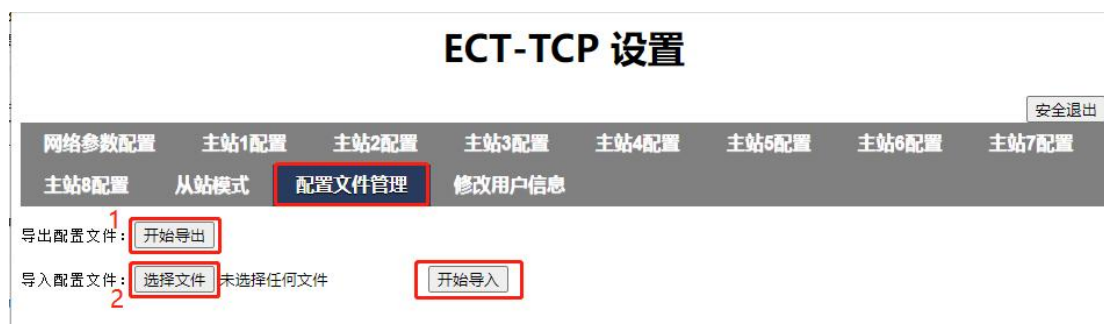 ECT-TCP 设置
安全退出
网络参数配置 主站1配置 主站2配置 主站3配置 主站4配置 主站5配置 主站6配置 主站7配置
主站8配置 从站模式 配置文件管理 修改用户信息
1
导出配置文件: 开始导出
导入配置文件: 选择文件 未选择任何文件 开始导入
2